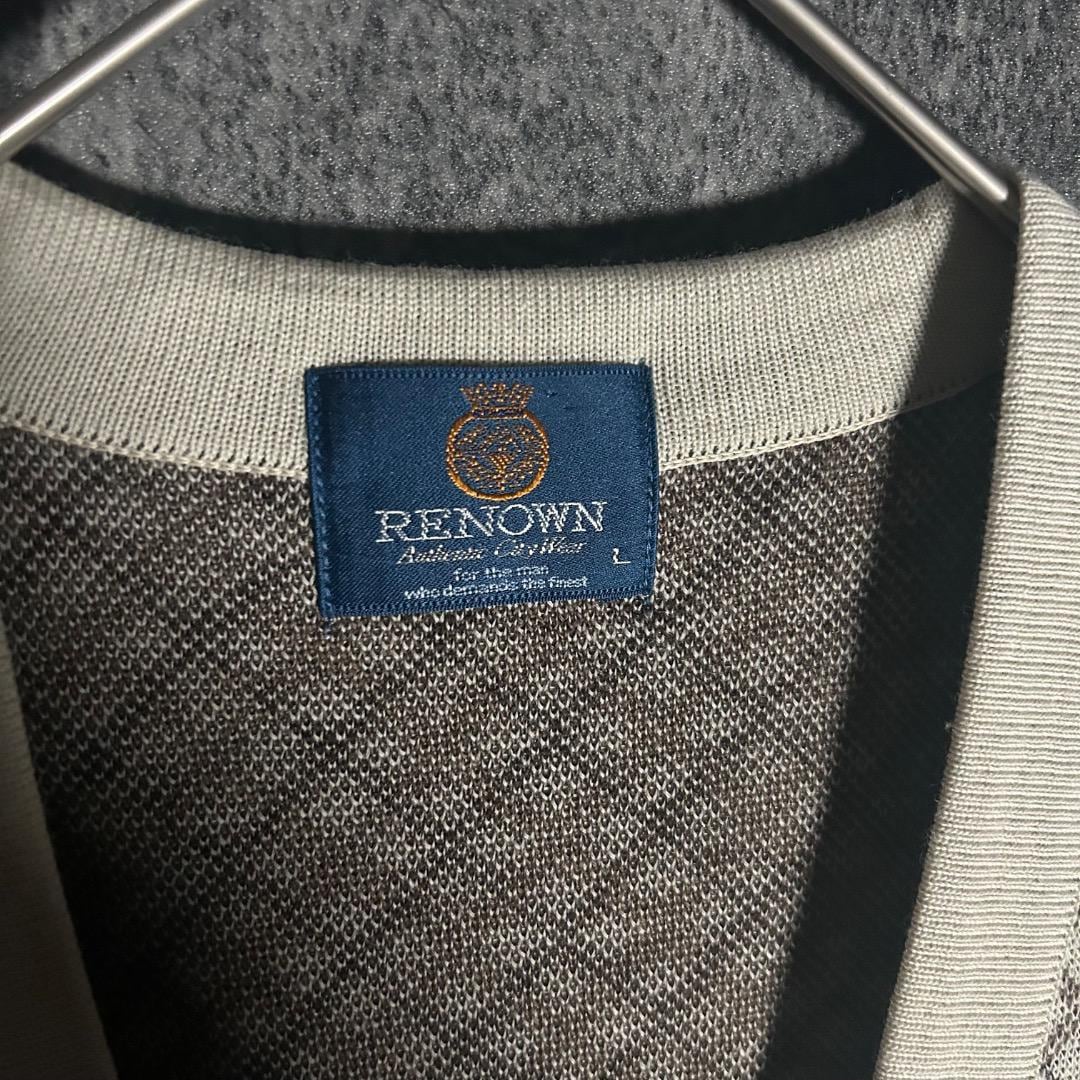 RENOWN
Authentic City Wear
L
for the man
who demands the finest